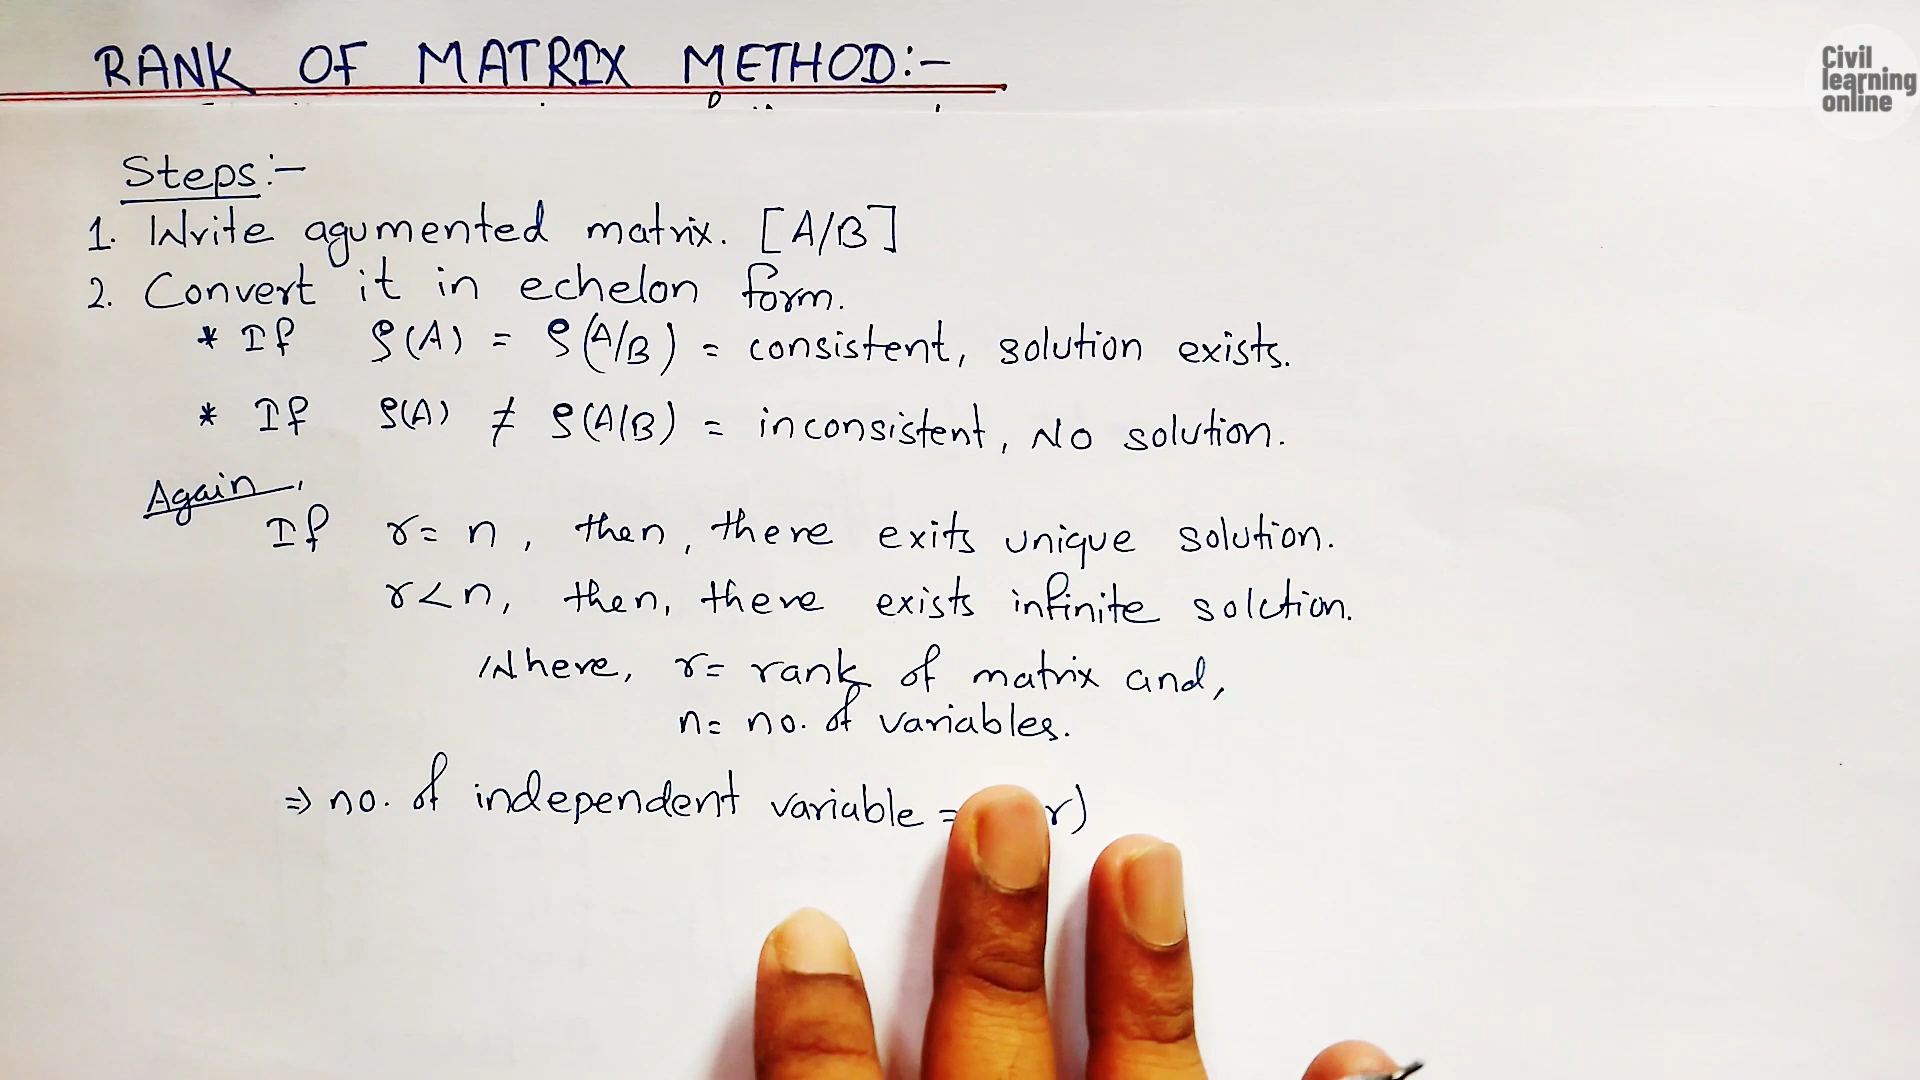 RANK OF MATRIX METHOD:-
Civil
learning
online
Steps:-
1. Write agumented matrix. [A/B]
2. Convert it in echelon form.
* If ρ(A) = ρ(A/B) = consistent, solution exists.
* If ρ(A) ≠ ρ(A/B) = inconsistent, No solution.
Again,
If r = n, then, there exits unique solution.
r < n, then, there exists infinite solution.
Where, r = rank of matrix and,
n = no. of variables.
⇒ no. of independent variable = r)